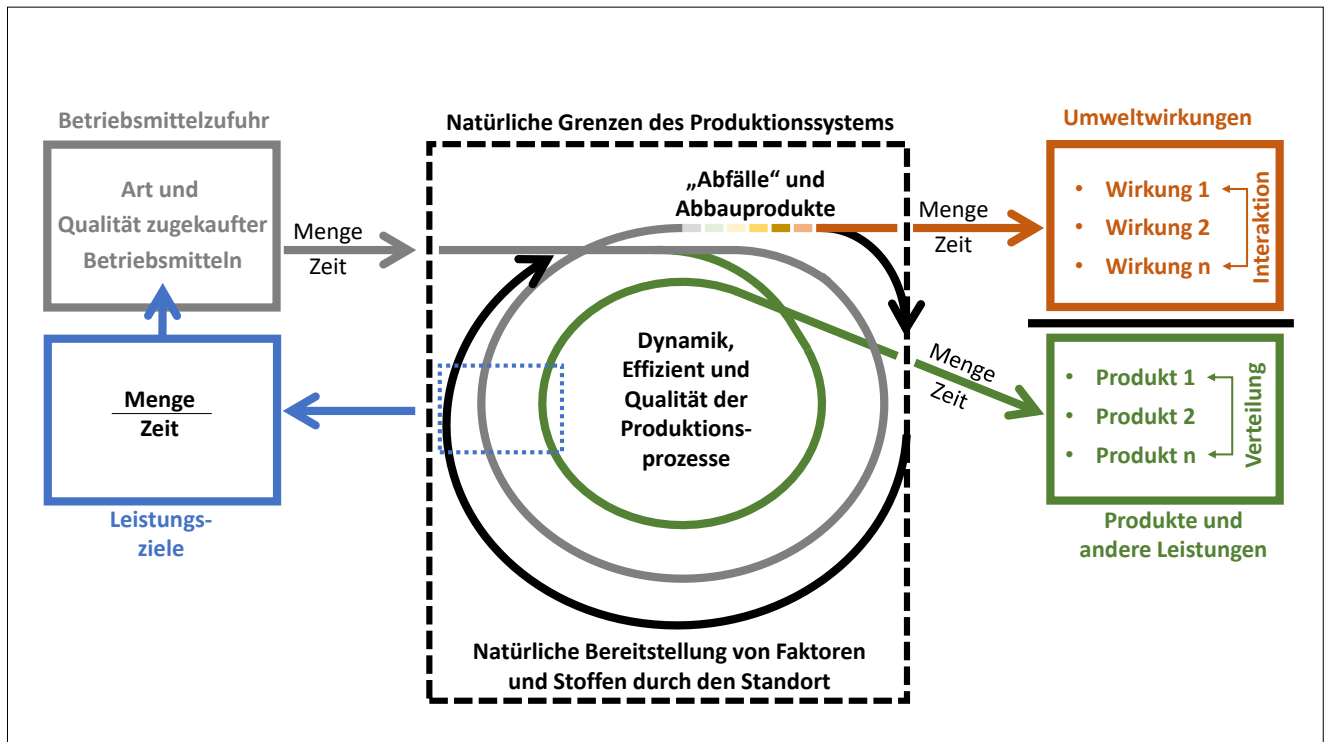 Betriebsmittelzufuhr
Art und
Qualität zugekaufter
Betriebsmitteln
Menge
Zeit
Menge
Zeit
Leistungs-
ziele
Natürliche Grenzen des Produktionssystems
„Abfälle“ und
Abbauprodukte
Dynamik,
Effizient und
Qualität der
Produktions-
prozesse
Natürliche Bereitstellung von Faktoren
und Stoffen durch den Standort
Menge
Zeit
Menge
Zeit
Umweltwirkungen
• Wirkung 1
• Wirkung 2
• Wirkung n
Interaktion
• Produkt 1
• Produkt 2
• Produkt n
Verteilung
Produkte und
andere Leistungen